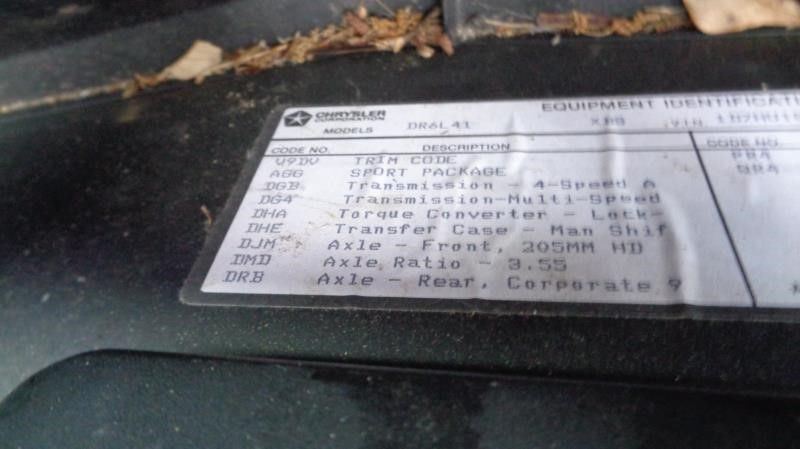 CHRYSLER CORPORATION EQUIPMENT IDENTIFICATI
MODELS DR6L41 VIN
CODE NO. DESCRIPTION CODE NO.
V9DV TRIM CODE
AGG SPORT PACKAGE
DGB Transmission - 4-Speed A
DG4 Transmission-Multi-Speed
DHA Torque Converter - Lock-
DHE Transfer Case - Man Shif
DJM Axle - Front, 205MM HD
DMD Axle Ratio - 3.55
DRB Axle - Rear, Corporate 9